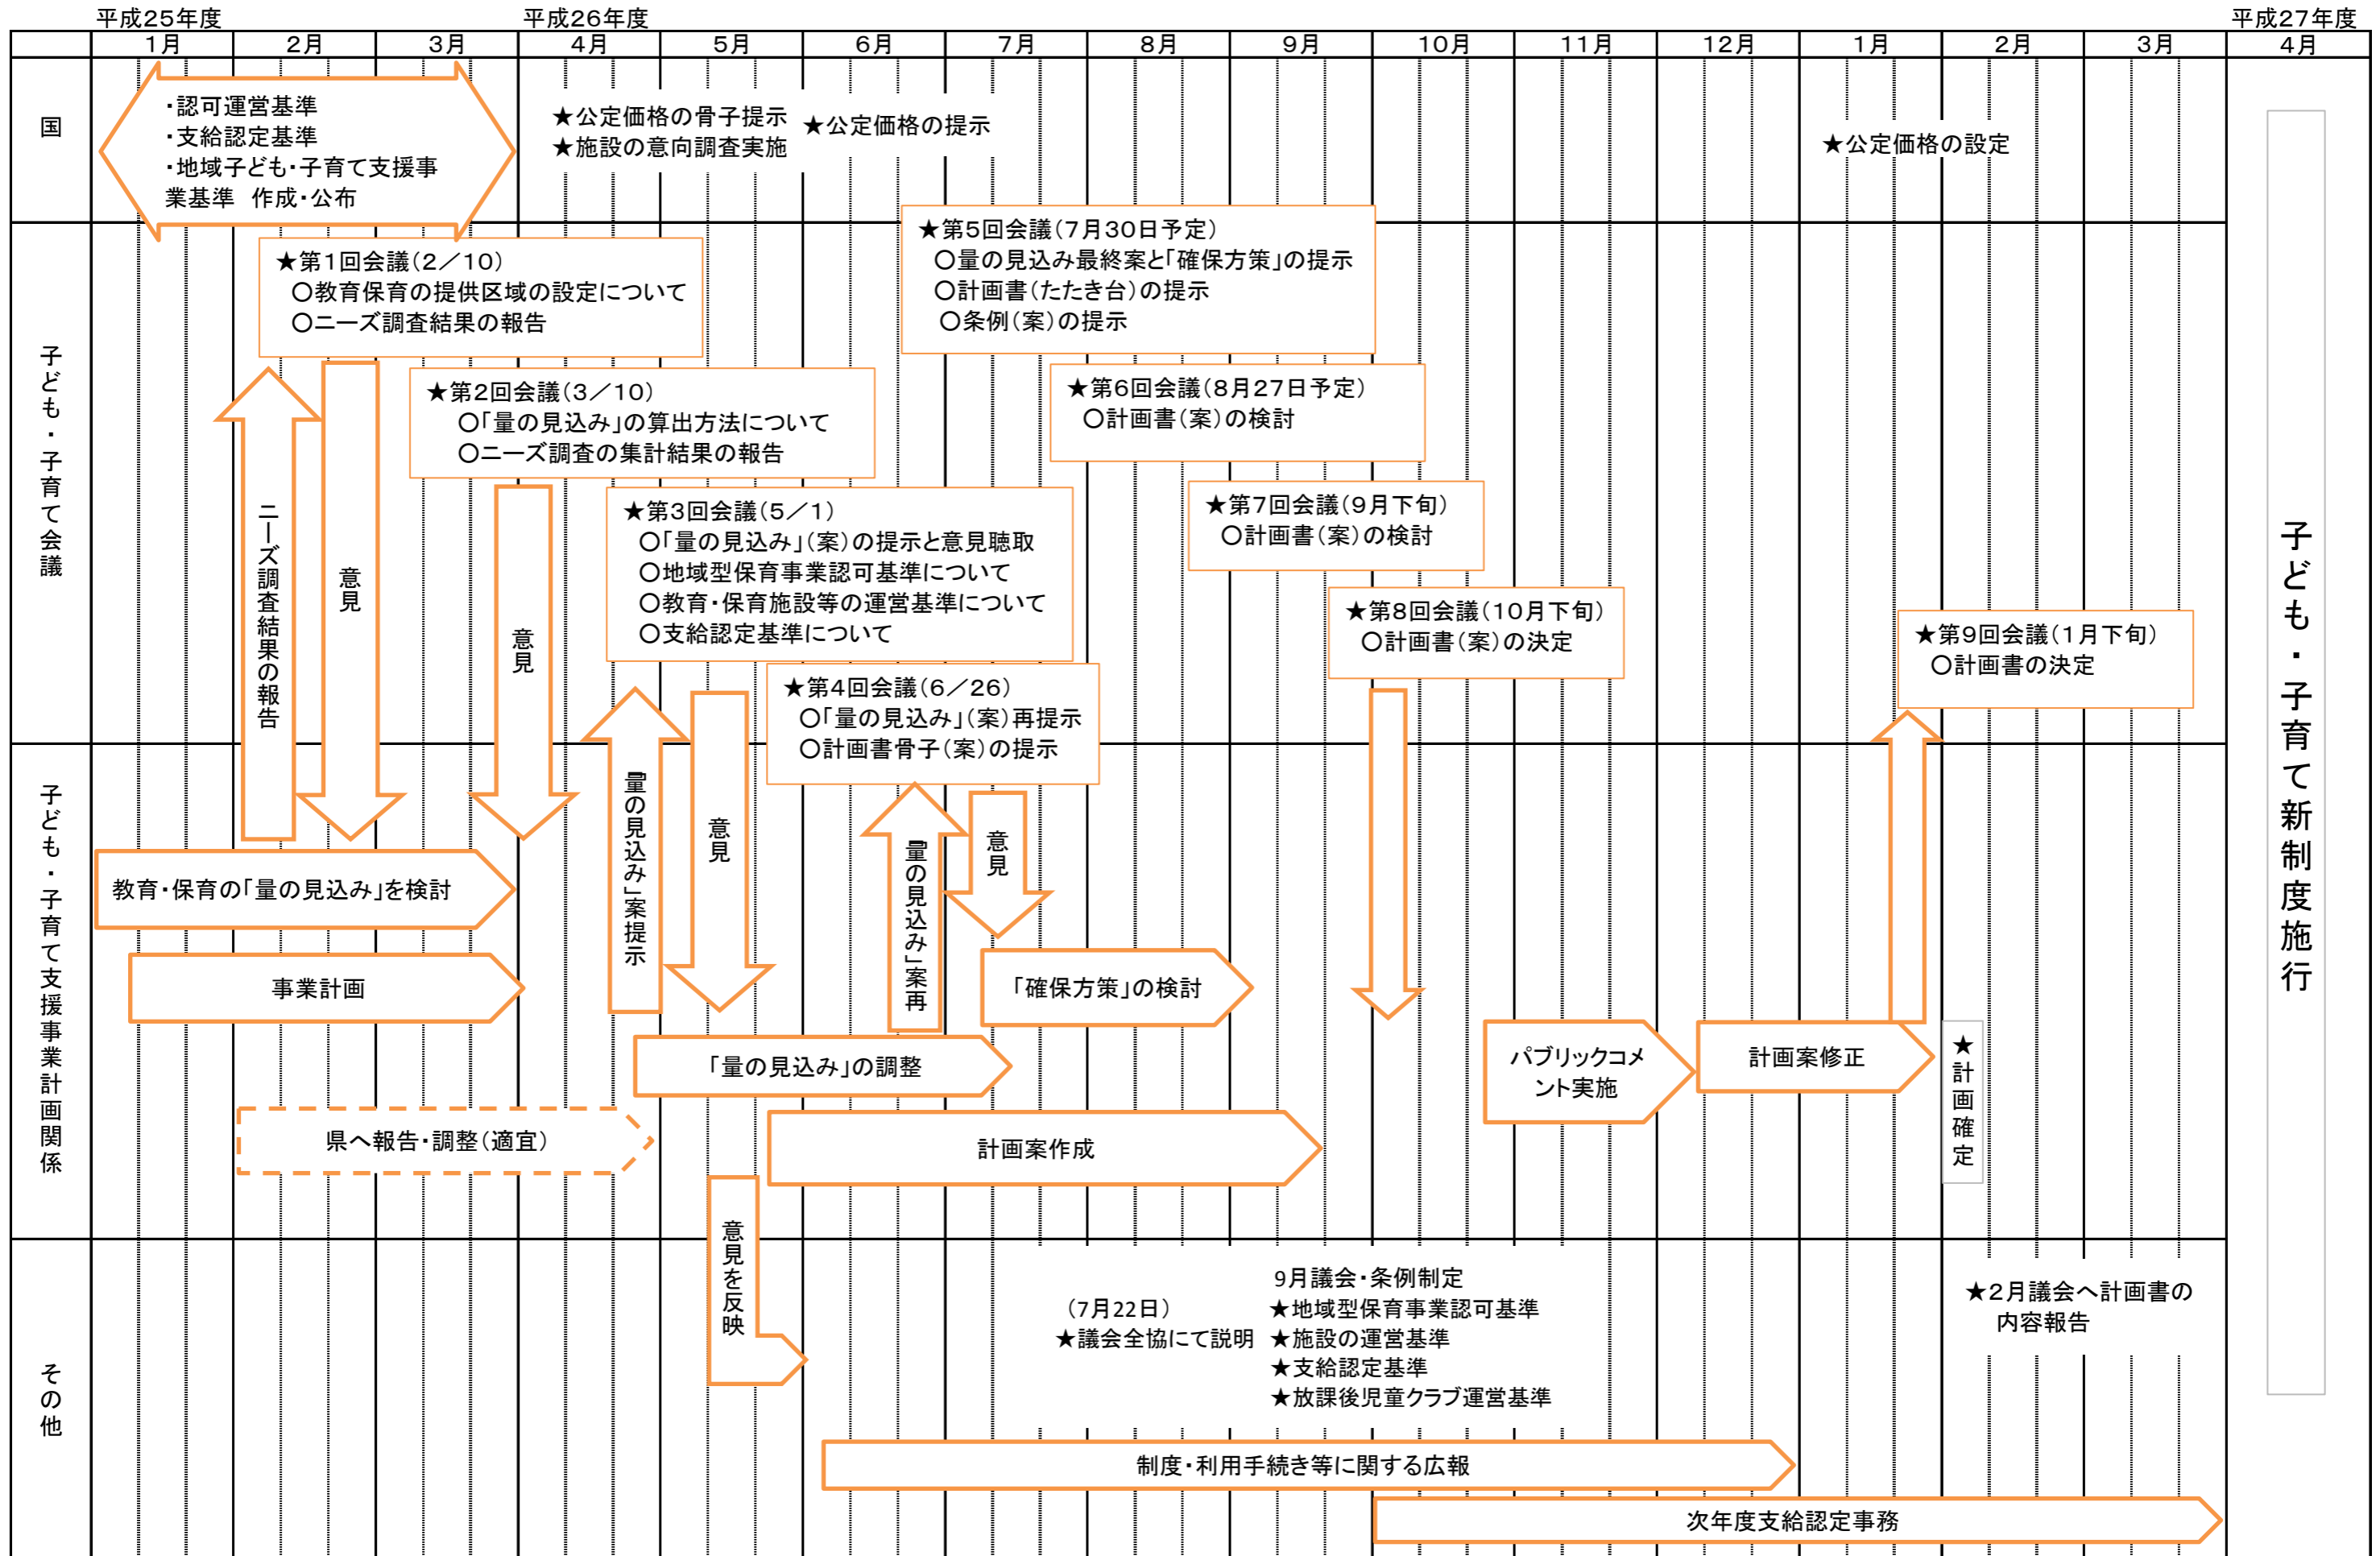 平成25年度
平成26年度
平成27年度
1月
2月
3月
4月
5月
6月
7月
8月
9月
10月
11月
12月
1月
2月
3月
4月
国
・認可運営基準
・支給認定基準
・地域子ども・子育て支援事
業基準　作成・公布
★公定価格の骨子提示
★施設の意向調査実施
★公定価格の提示
★公定価格の設定
子ども・子育て会議
★第1回会議(2／10)
○教育保育の提供区域の設定について
○ニーズ調査結果の報告
★第2回会議(3／10)
○「量の見込み」の算出方法について
○ニーズ調査の集計結果の報告
★第3回会議(5／1)
○「量の見込み」(案)の提示と意見聴取
○地域型保育事業認可基準について
○教育・保育施設等の運営基準について
○支給認定基準について
★第4回会議(6／26)
○「量の見込み」(案)再提示
○計画書骨子(案)の提示
★第5回会議(7月30日予定)
○量の見込み最終案と「確保方策」の提示
○計画書(たたき台)の提示
○条例(案)の提示
★第6回会議(8月27日予定)
○計画書(案)の検討
★第7回会議(9月下旬)
○計画書(案)の検討
★第8回会議(10月下旬)
○計画書(案)の決定
★第9回会議(1月下旬)
○計画書の決定
ニーズ調査結果の報告
意見
意見
「量の見込み」案提示
意見
「量の見込み」案再
意見
子ども・子育て支援事業計画関係
教育・保育の「量の見込み」を検討
事業計画
県へ報告・調整(適宜)
「量の見込み」の調整
「確保方策」の検討
計画案作成
パブリックコメ
ント実施
計画案修正
★計画確定
意見を反映
その他
(7月22日)
★議会全協にて説明
9月議会・条例制定
★地域型保育事業認可基準
★施設の運営基準
★支給認定基準
★放課後児童クラブ運営基準
★2月議会へ計画書の
内容報告
制度・利用手続き等に関する広報
次年度支給認定事務
子ども・子育て新制度施行